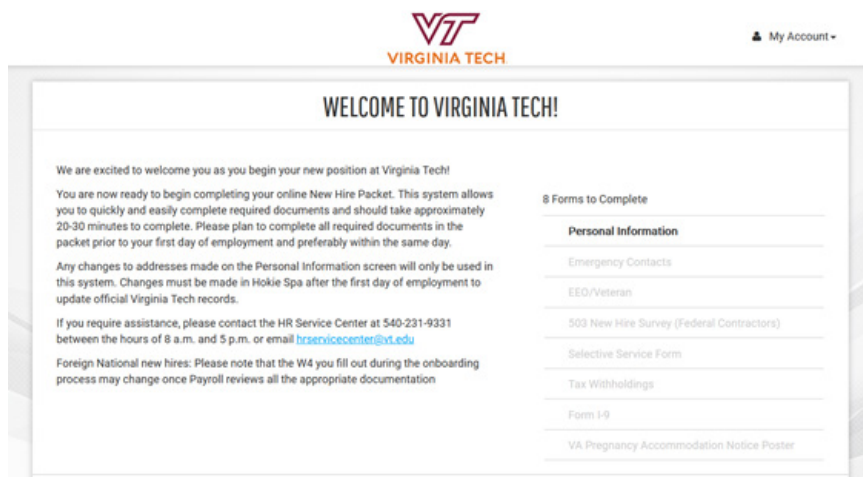 VT
VIRGINIA TECH
My Account
WELCOME TO VIRGINIA TECH!
We are excited to welcome you as you begin your new position at Virginia Tech!
You are now ready to begin completing your online New Hire Packet. This system allows
you to quickly and easily complete required documents and should take approximately
20-30 minutes to complete. Please plan to complete all required documents in the
packet prior to your first day of employment and preferably within the same day.
Any changes to addresses made on the Personal Information screen will only be used in
this system. Changes must be made in Hokie Spa after the first day of employment to
update official Virginia Tech records.
If you require assistance, please contact the HR Service Center at 540-231-9331
between the hours of 8 a.m. and 5 p.m. or email hrservicecenter@vt.edu
Foreign National new hires: Please note that the W4 you fill out during the onboarding
process may change once Payroll reviews all the appropriate documentation
8 Forms to Complete
Personal Information
Emergency Contacts
EEO/Veteran
503 New Hire Survey (Federal Contractors)
Selective Service Form
Tax Withholdings
Form I-9
VA Pregnancy Accommodation Notice Poster